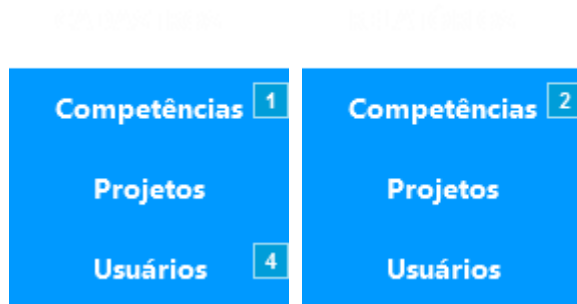 Competências 1
Projetos
Usuários 4
Competências 2
Projetos
Usuários